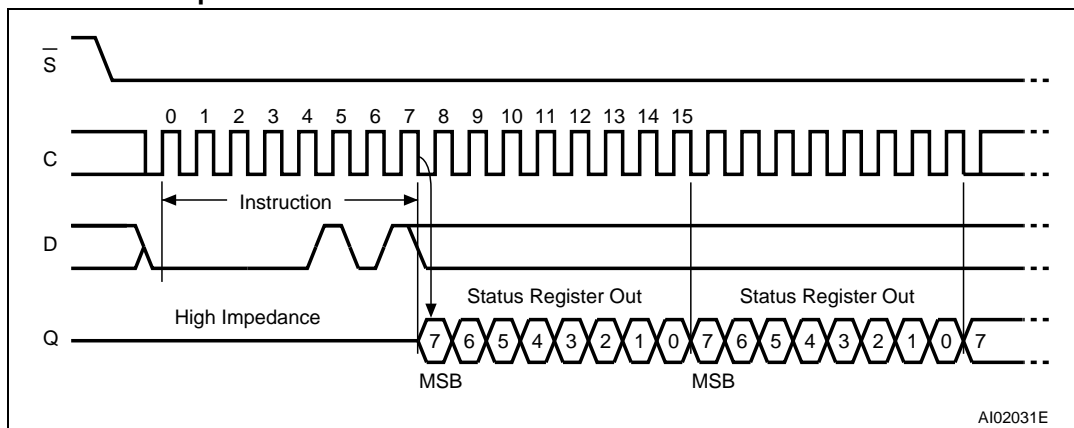 S
0 1 2 3 4 5 6 7 8 9 10 11 12 13 14 15
C
Instruction
D
Status Register Out Status Register Out
High Impedance
Q 7 6 5 4 3 2 1 0 7 6 5 4 3 2 1 0 7
MSB MSB
AI02031E